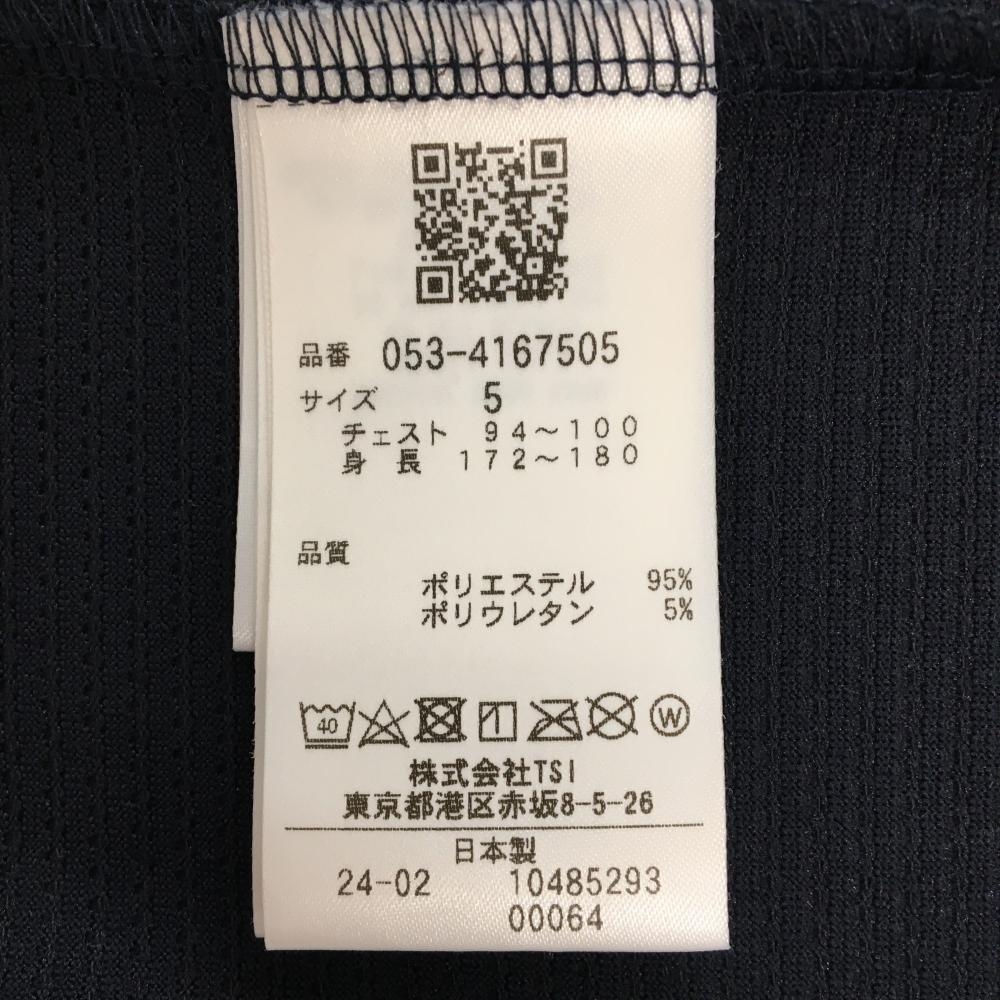 品番 053-4167505
サイズ 5
チェスト 94～100
身長 172～180
品質
ポリエステル 95%
ポリウレタン 5%
40 W
株式会社TSI
東京都港区赤坂8-5-26
日本製
24-02 10485293
00064